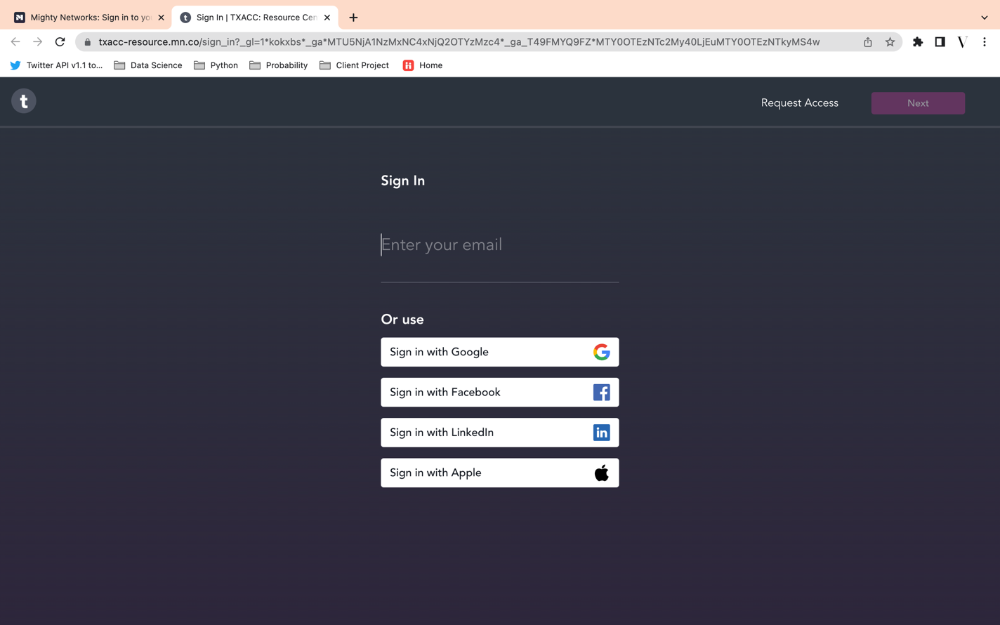 Mighty Networks: Sign in to yo
Sign In | TXACC: Resource Cen
txacc-resource.mn.co/sign_in?_gl=1*kokxbs*_ga*MTU5NjA1NzMxNC4xNjQ2OTYzMzc4*_ga_T49FMYQ9FZ*MTY0OTEzNTc2My40LjEuMTY0OTEzNTkyMS4w
Twitter API v1.1 to...
Data Science
Python
Probability
Client Project
Home
t
Request Access
Next
Sign In
Enter your email
Or use
Sign in with Google
Sign in with Facebook
Sign in with LinkedIn
in
Sign in with Apple